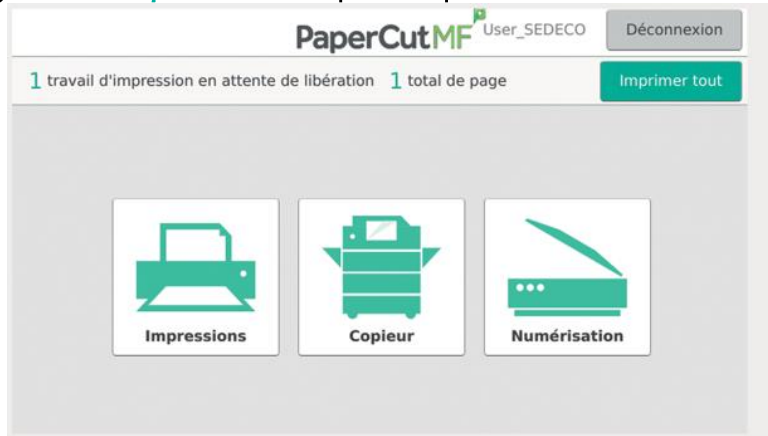 PaperCutMF
User_SEDECO
Déconnexion
1 travail d'impression en attente de libération 1 total de page
Imprimer tout
Impressions
Copieur
Numérisation